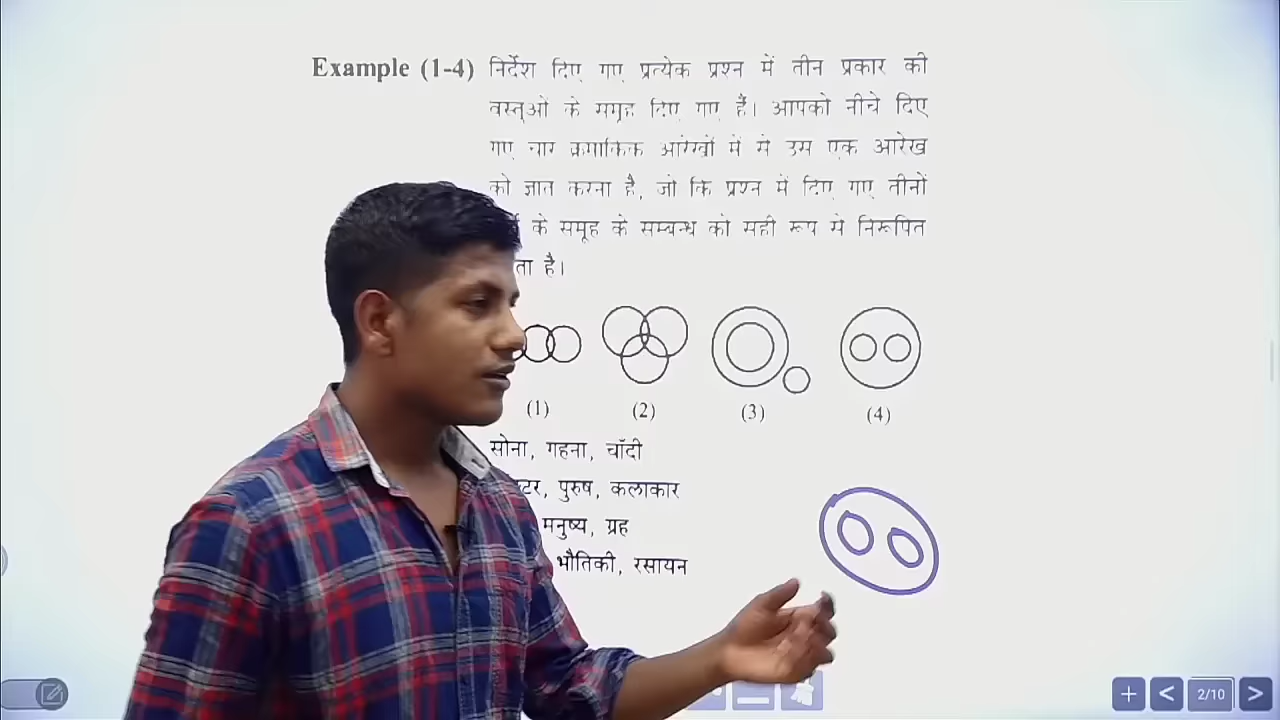 Example (1-4) निर्देश दिए गए प्रत्येक प्रश्न में तीन प्रकार की
वस्तुओं के समूह दिए गए हैं। आपको नीचे दिए
गए चार क्रमांकिक आरेखों में से उस एक आरेख
को ज्ञात करना है, जो कि प्रश्न में दिए गए तीनों
के समूह के सम्बन्ध को सही रूप से निरूपित
है।
(1) (2) (3) (4)
सोना, गहना, चाँदी
पुरुष, कलाकार
मनुष्य, ग्रह
भौतिकी, रसायन
2/10